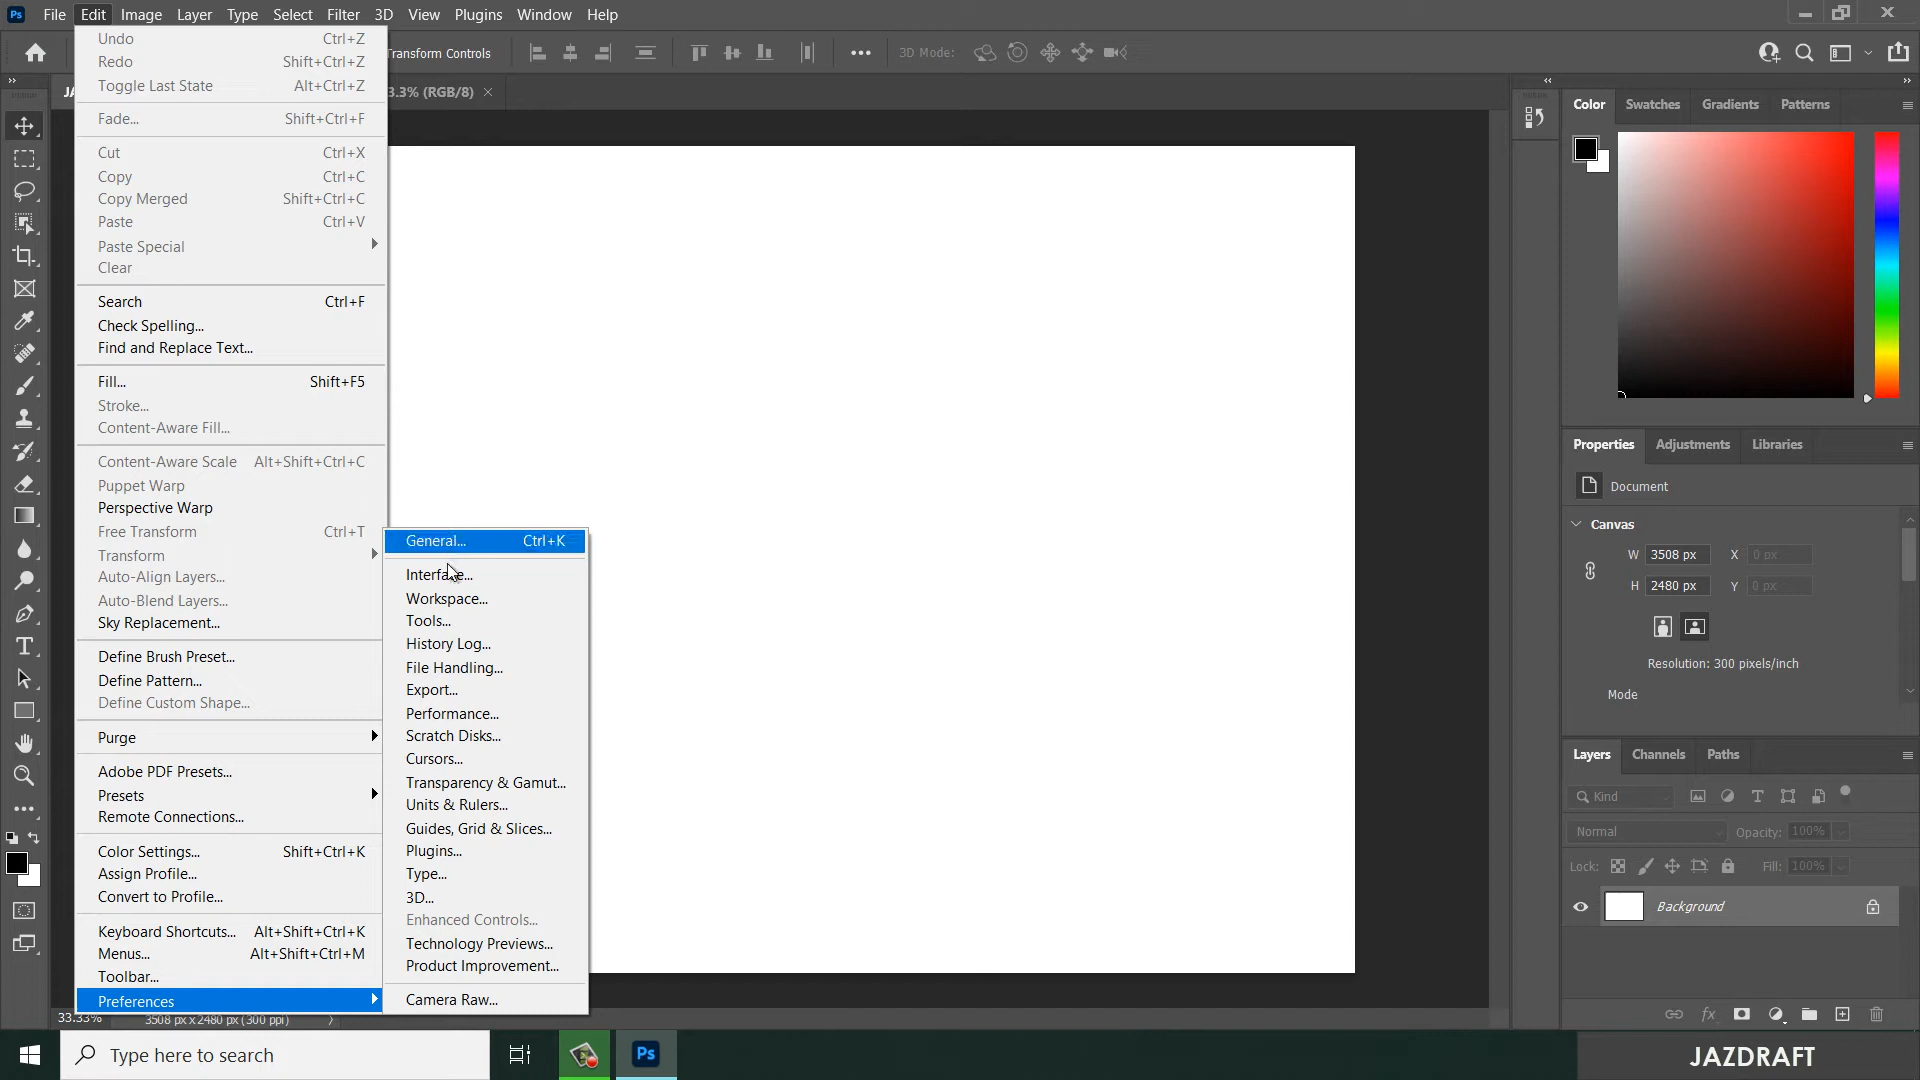 Ps File Edit Image Layer Type Select Filter 3D View Plugins Window Help
Transform Controls 3D Mode:
JA 3.3% (RGB/8)
Undo Ctrl+Z
Redo Shift+Ctrl+Z
Toggle Last State Alt+Ctrl+Z
Fade... Shift+Ctrl+F
Cut Ctrl+X
Copy Ctrl+C
Copy Merged Shift+Ctrl+C
Paste Ctrl+V
Paste Special
Clear
Search Ctrl+F
Check Spelling...
Find and Replace Text...
Fill... Shift+F5
Stroke...
Content-Aware Fill...
Content-Aware Scale Alt+Shift+Ctrl+C
Puppet Warp
Perspective Warp
Free Transform Ctrl+T
Transform
Auto-Align Layers...
Auto-Blend Layers...
Sky Replacement...
Define Brush Preset...
Define Pattern...
Define Custom Shape...
Purge
Adobe PDF Presets...
Presets
Remote Connections...
Color Settings... Shift+Ctrl+K
Assign Profile...
Convert to Profile...
Keyboard Shortcuts... Alt+Shift+Ctrl+K
Menus... Alt+Shift+Ctrl+M
Toolbar...
Preferences
General... Ctrl+K
Interface...
Workspace...
Tools...
History Log...
File Handling...
Export...
Performance...
Scratch Disks...
Cursors...
Transparency & Gamut...
Units & Rulers...
Guides, Grid & Slices...
Plugins...
Type...
3D...
Enhanced Controls...
Technology Previews...
Product Improvement...
Camera Raw...
Color Swatches Gradients Patterns
Properties Adjustments Libraries
Document
Canvas
W 3508 px X 0 px
H 2480 px Y 0 px
Resolution: 300 pixels/inch
Mode
Layers Channels Paths
Kind
Normal Opacity: 100%
Lock: Fill: 100%
Background
33.33% 3508 px x 2480 px (300 ppi)
Type here to search Ps JAZDRAFT